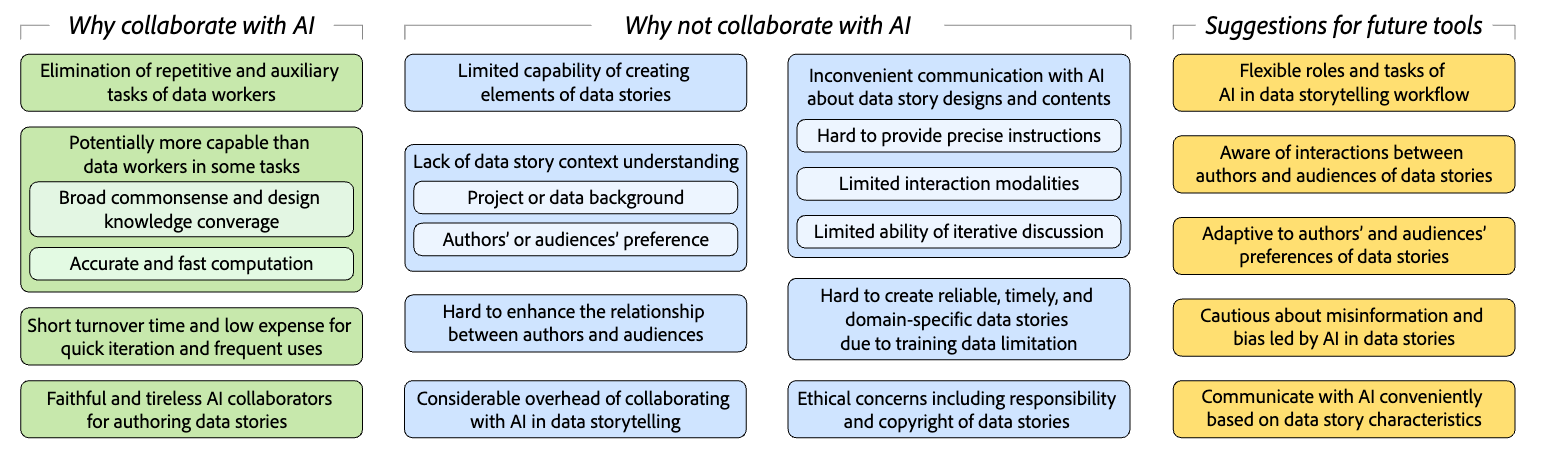 Why collaborate with AI
Elimination of repetitive and auxiliary
tasks of data workers
Potentially more capable than
data workers in some tasks
Broad commonsense and design
knowledge converage
Accurate and fast computation
Short turnover time and low expense for
quick iteration and frequent uses
Faithful and tireless AI collaborators
for authoring data stories
Why not collaborate with AI
Limited capability of creating
elements of data stories
Lack of data story context understanding
Project or data background
Authors’ or audiences’ preference
Hard to enhance the relationship
between authors and audiences
Considerable overhead of collaborating
with AI in data storytelling
Inconvenient communication with AI
about data story designs and contents
Hard to provide precise instructions
Limited interaction modalities
Limited ability of iterative discussion
Hard to create reliable, timely, and
domain-specific data stories
due to training data limitation
Ethical concerns including responsibility
and copyright of data stories
Suggestions for future tools
Flexible roles and tasks of
AI in data storytelling workflow
Aware of interactions between
authors and audiences of data stories
Adaptive to authors’ and audiences’
preferences of data stories
Cautious about misinformation and
bias led by AI in data stories
Communicate with AI conveniently
based on data story characteristics